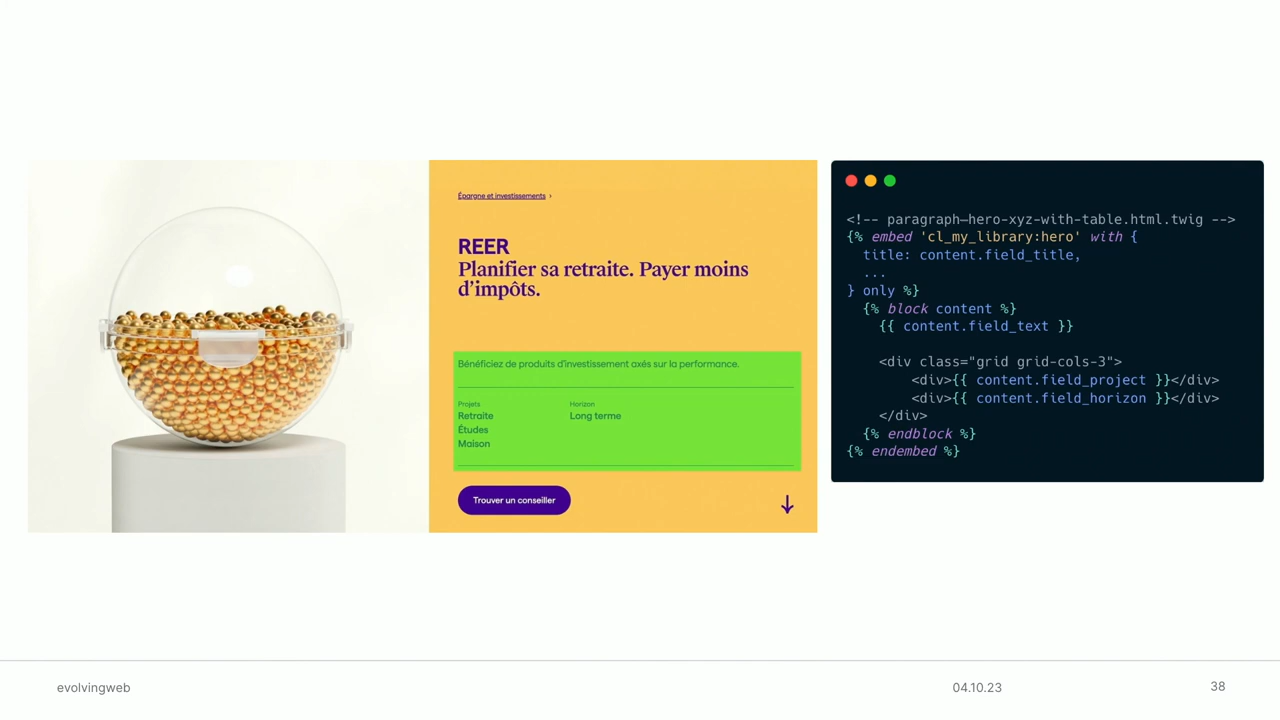 Épargne et investissements ›
REER
Planifier sa retraite. Payer moins
d'impôts.
Bénéficiez de produits d'investissement axés sur la performance.
Projets
Retraite
Études
Maison
Horizon
Long terme
Trouver un conseiller
<!-- paragraph—hero-xyz-with-table.html.twig -->
{% embed 'cl_my_library:hero' with {
  title: content.field_title,
  ...
} only %}
  {% block content %}
    {{ content.field_text }}
    <div class="grid grid-cols-3">
        <div>{{ content.field_project }}</div>
        <div>{{ content.field_horizon }}</div>
    </div>
  {% endblock %}
{% endembed %}
evolvingweb
04.10.23
38